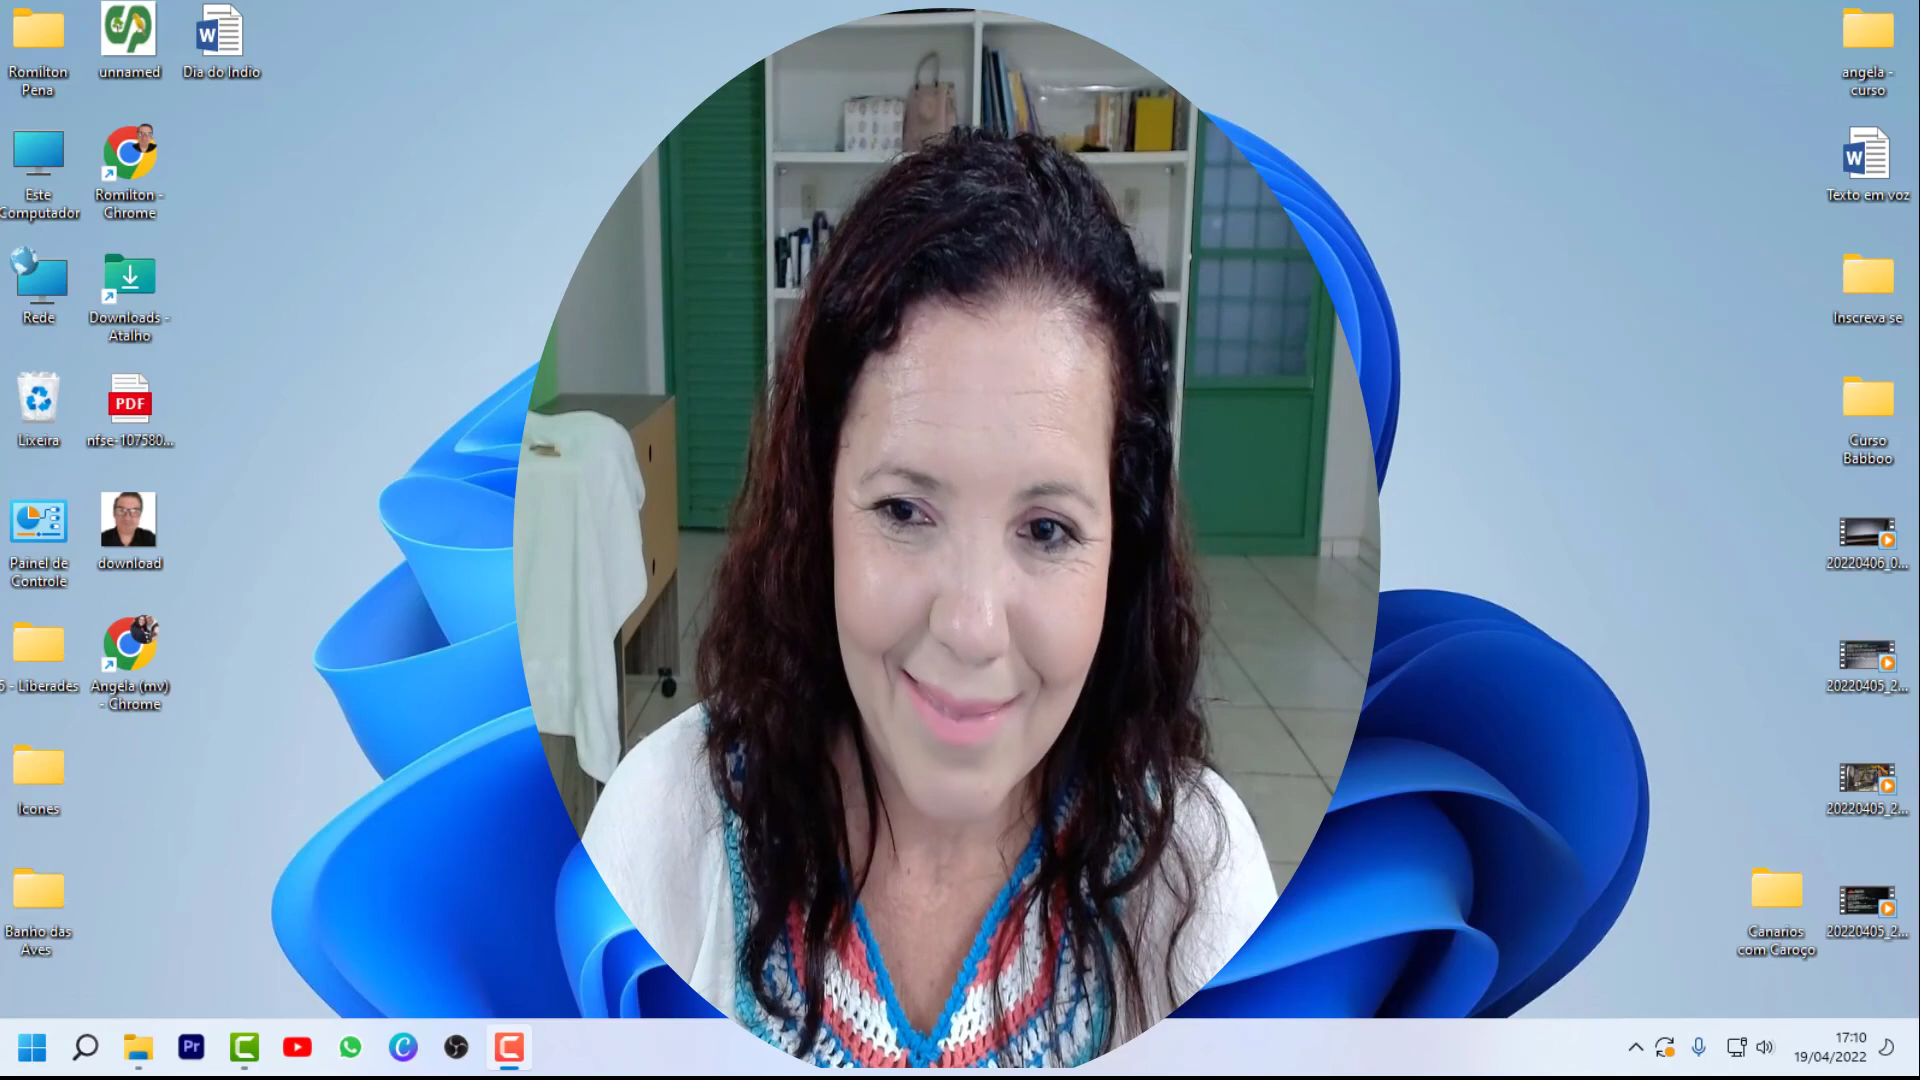 Romilton
Pena
unnamed
Dia do Indio
Este
Computador
Romilton -
Chrome
Rede
Downloads -
Atalho
Lixeira
PDF
nfse-107580...
Painel de
Controle
download
5 - Liberades
Angela (mv)
- Chrome
Icones
Banho das
Aves
angela -
curso
Texto em voz
Inscreva se
Curso
Babboo
20220406_0...
20220405_2...
20220405_2...
Canarios
com Caroço
20220405_2...
Pr
17:10
19/04/2022